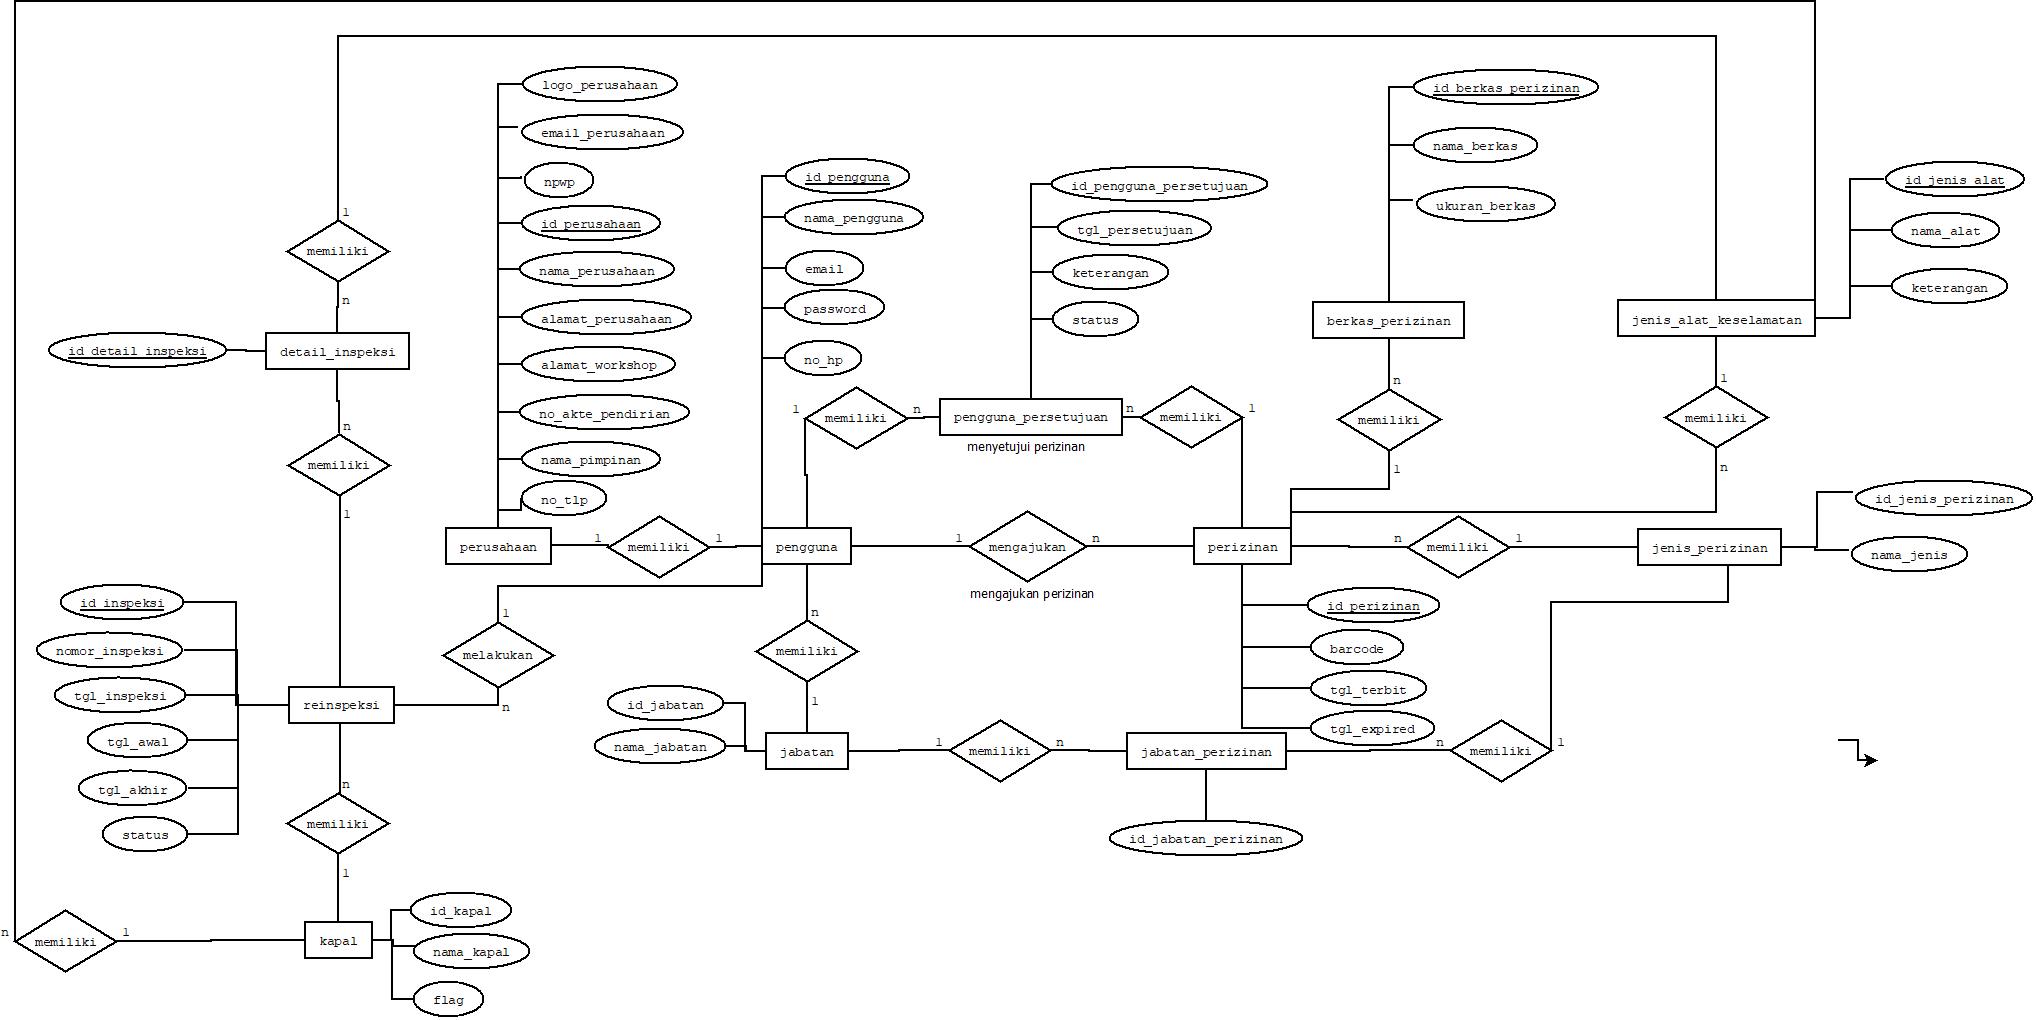 logo_perusahaan
email_perusahaan
npwp
id_perusahaan
nama_perusahaan
alamat_perusahaan
alamat_workshop
no_akte_pendirian
nama_pimpinan
no_tlp
id_pengguna
nama_pengguna
email
password
no_hp
id_pengguna_persetujuan
tgl_persetujuan
keterangan
status
id_berkas_perizinan
nama_berkas
ukuran_berkas
id_jenis_alat
nama_alat
keterangan
1
memiliki
n
id_detail_inspeksi
detail_inspeksi
n
memiliki
1
berkas_perizinan
jenis_alat_keselamatan
1
memiliki
n
pengguna_persetujuan
n
memiliki
1
menyetujui perizinan
n
memiliki
1
1
memiliki
n
perusahaan
1
memiliki
1
pengguna
1
mengajukan
n
mengajukan perizinan
perizinan
n
memiliki
1
jenis_perizinan
id_jenis_perizinan
nama_jenis
id_inspeksi
nomor_inspeksi
tgl_inspeksi
tgl_awal
tgl_akhir
status
1
melakukan
n
reinspeksi
n
memiliki
1
n
memiliki
1
id_perizinan
barcode
tgl_terbit
tgl_expired
id_jabatan
nama_jabatan
jabatan
1
memiliki
n
jabatan_perizinan
n
memiliki
1
id_jabatan_perizinan
n
memiliki
1
kapal
id_kapal
nama_kapal
flag